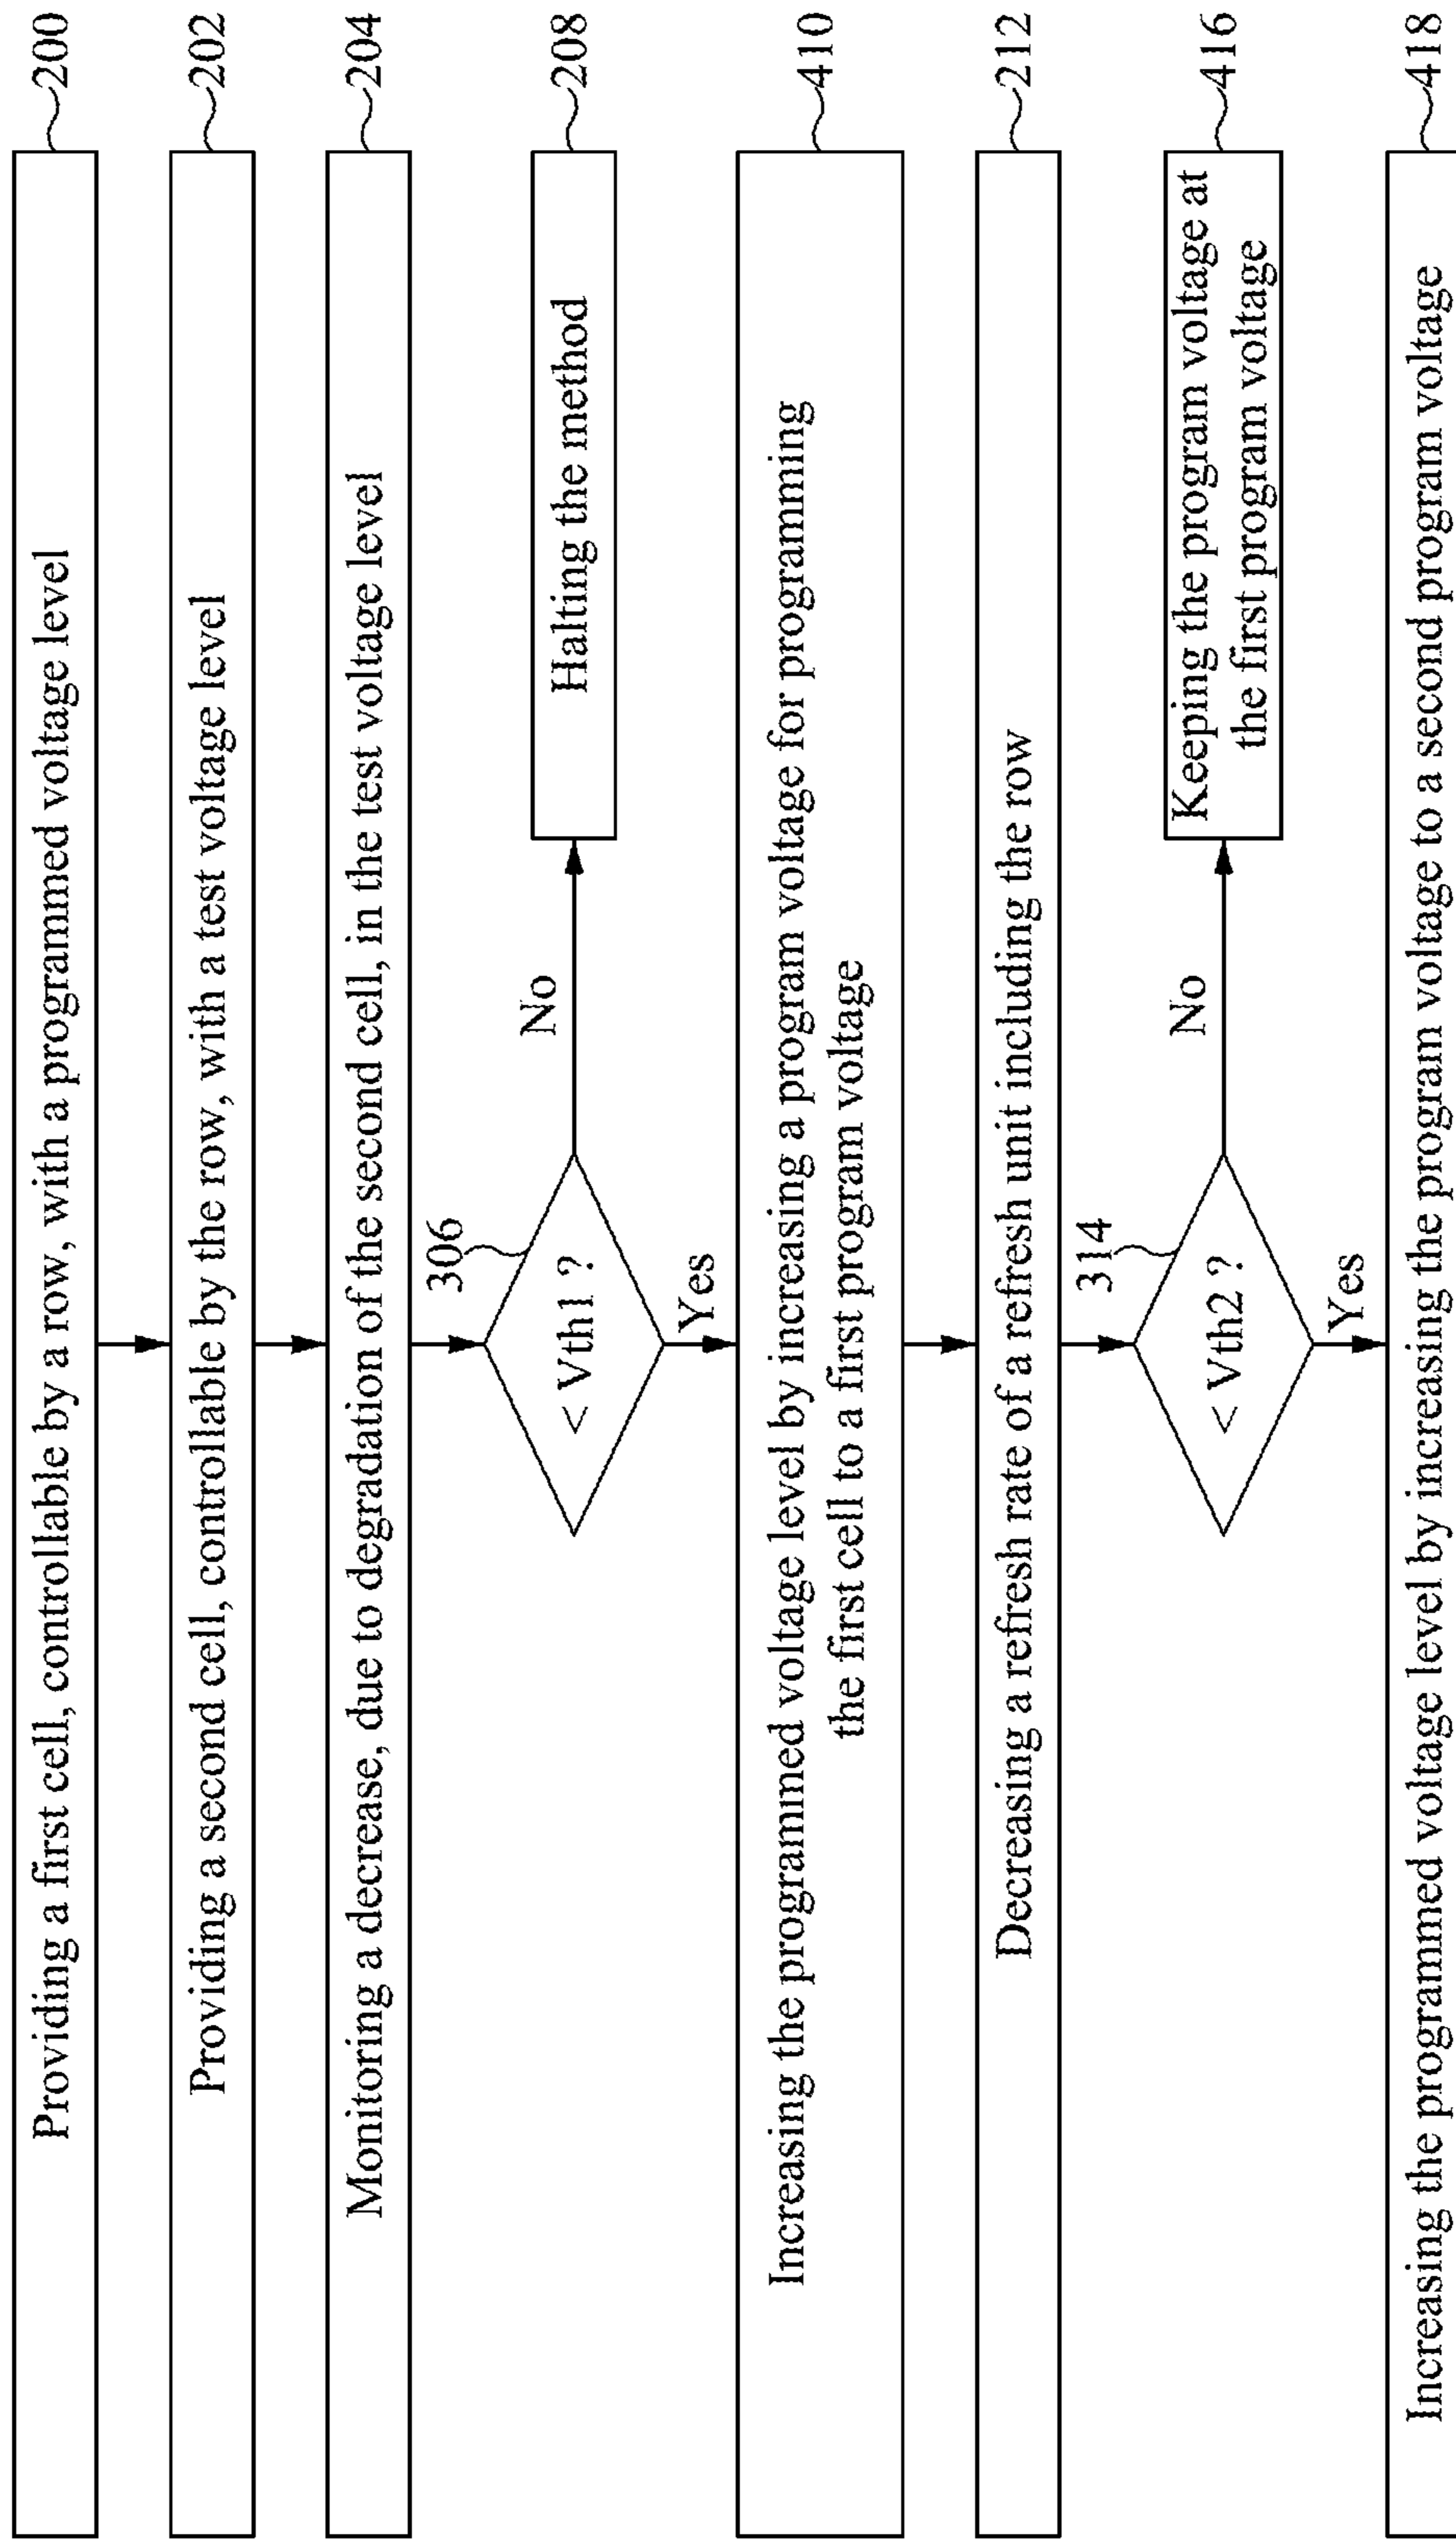 Providing a first cell, controllable by a row, with a programmed voltage level
200
Providing a second cell, controllable by the row, with a test voltage level
202
Monitoring a decrease, due to degradation of the second cell, in the test voltage level
204
306
< Vth1 ?
No
Halting the method
208
Yes
Increasing the programmed voltage level by increasing a program voltage for programming
the first cell to a first program voltage
410
Decreasing a refresh rate of a refresh unit including the row
212
314
< Vth2 ?
No
Keeping the program voltage at
the first program voltage
416
Yes
Increasing the programmed voltage level by increasing the program voltage to a second program voltage
418